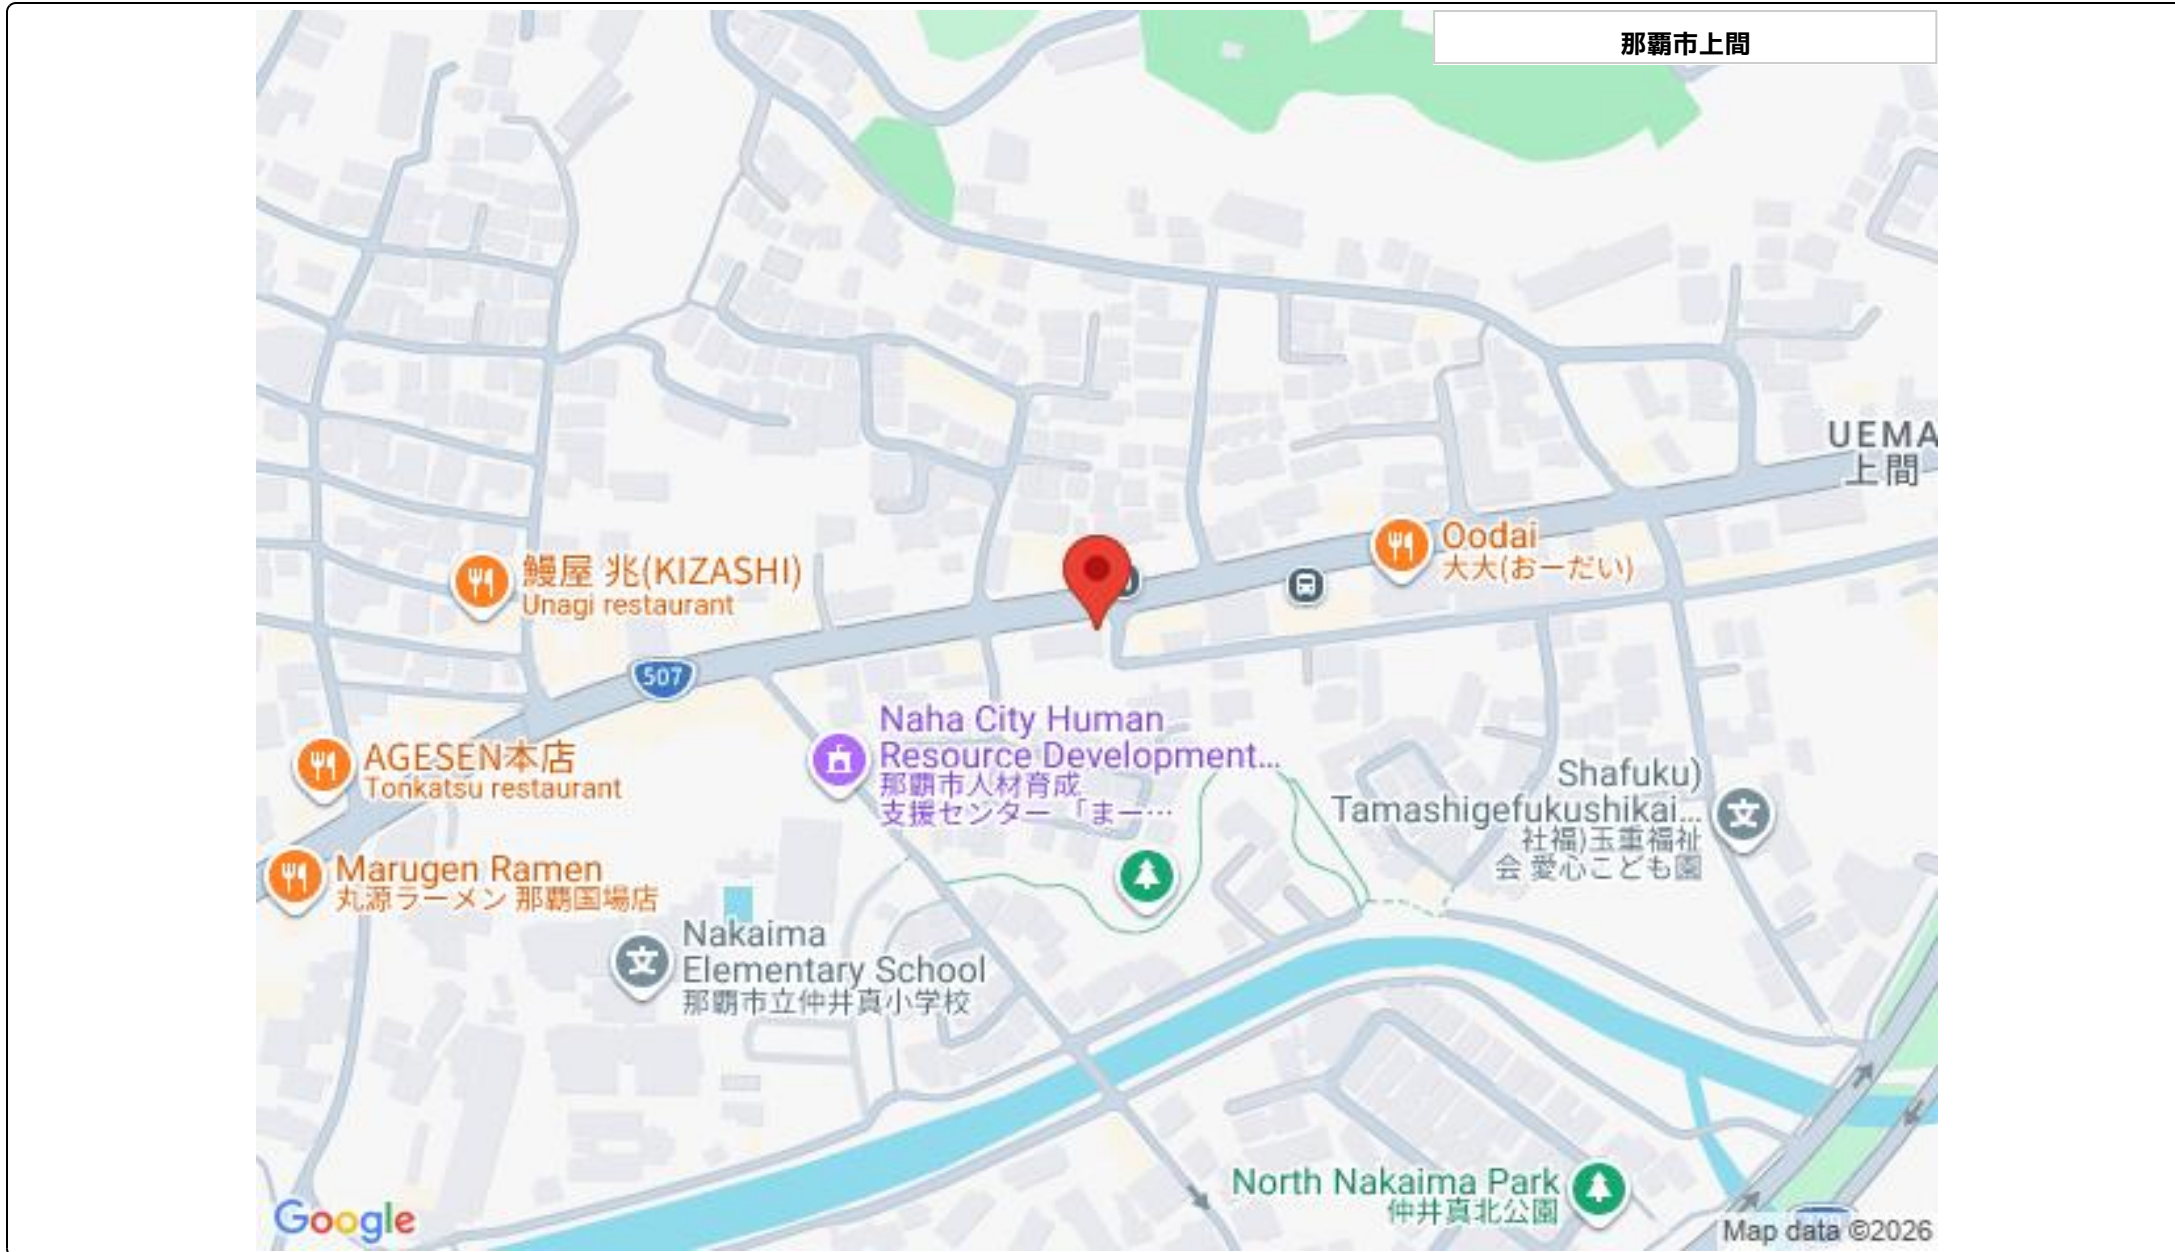 那覇市上間
UEMA
上間
Oodai
大大(おーだい)
鰻屋 兆(KIZASHI)
Unagi restaurant
507
Naha City Human
Resource Development...
那覇市人材育成
支援センター 「まー…
AGESEN本店
Tonkatsu restaurant
Shafuku)
Tamashigefukushikai...
社福)玉重福祉
会 愛心こども園
文
Marugen Ramen
丸源ラーメン 那覇国場店
Nakaima
Elementary School
那覇市立仲井真小学校
文
North Nakaima Park
仲井真北公園
Google
Map data ©2026